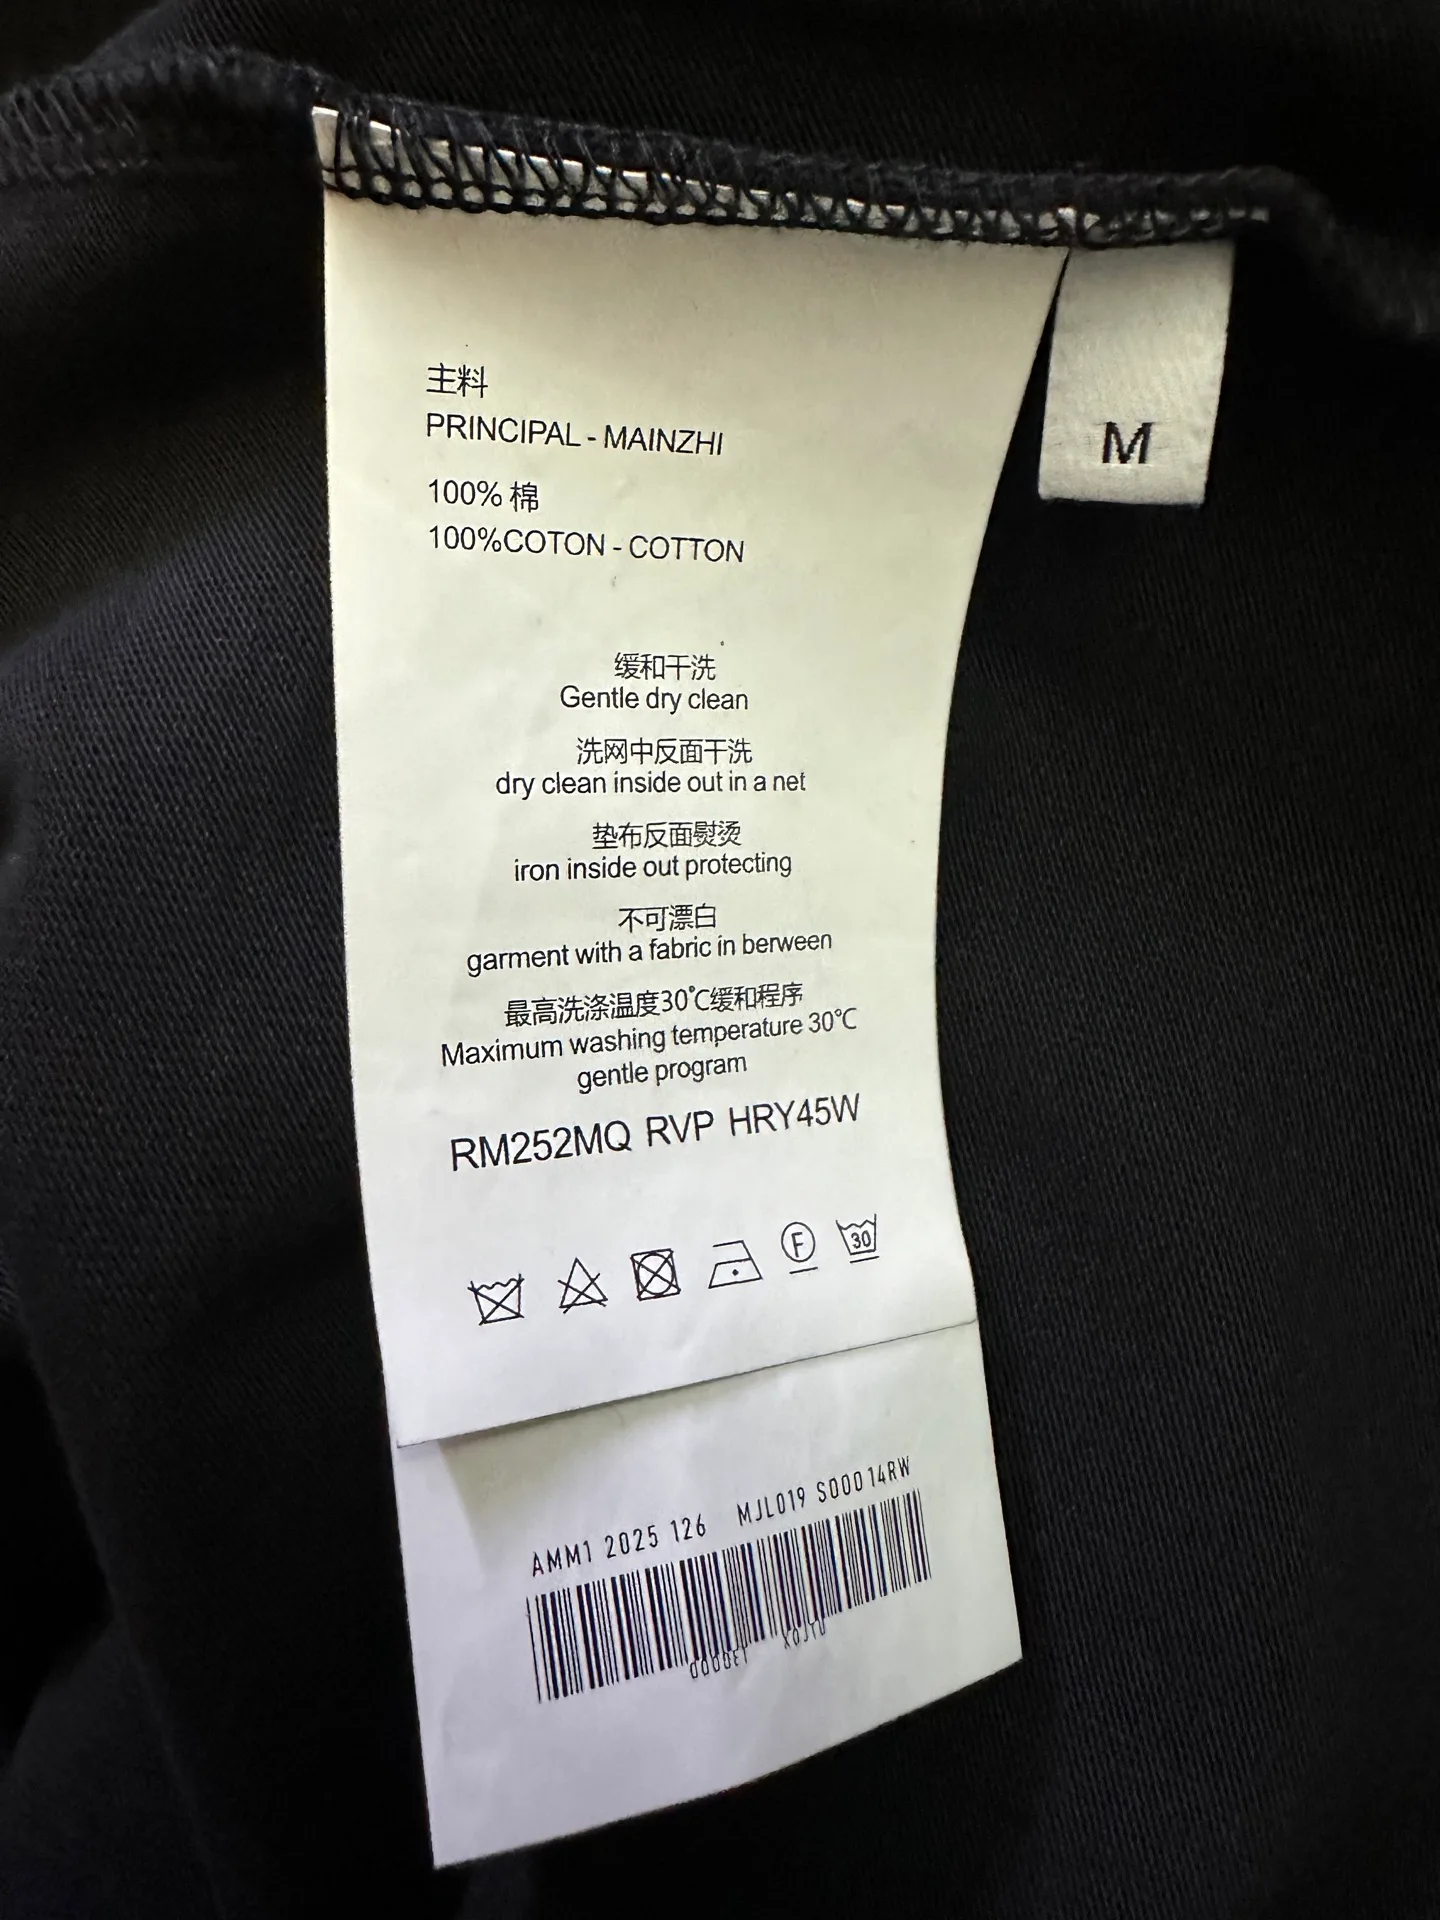 主料
PRINCIPAL - MAINZHI
100% 棉
100%COTON - COTTON
M
缓和干洗
Gentle dry clean
洗网中反面干洗
dry clean inside out in a net
垫布反面熨烫
iron inside out protecting
不可漂白
garment with a fabric in berween
最高洗涤温度30℃缓和程序
Maximum washing temperature 30℃
gentle program
RM252MQ RVP HRY45W
F
30
AMM1 2025 126 MJL019 S000 14RW